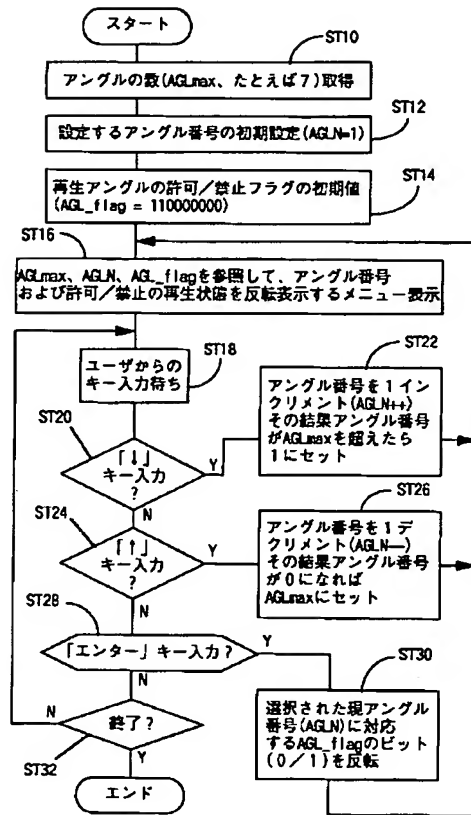 スタート
ST10
アングルの数(AGLmax、たとえば7)取得
ST12
設定するアングル番号の初期設定(AGLN=1)
ST14
再生アングルの許可/禁止フラグの初期値
(AGL_flag = 110000000)
ST16
AGLmax、AGLN、AGL_flagを参照して、アングル番号
および許可/禁止の再生状態を反転表示するメニュー表示
ST18
ユーザからの
キー入力待ち
ST20
「↓」
キー入力
?
Y
N
ST22
アングル番号を1イン
クリメント(AGLN++)
その結果アングル番号
がAGLmaxを超えたら
1にセット
ST24
「↑」
キー入力
?
Y
N
ST26
アングル番号を1デ
クリメント(AGLN--)
その結果アングル番号
が0になれば
AGLmaxにセット
ST28
「エンター」キー入力?
Y
N
ST30
選択された現アングル
番号(AGLN)に対応
するAGL_flagのビット
(0/1)を反転
N
終了?
ST32
Y
エンド